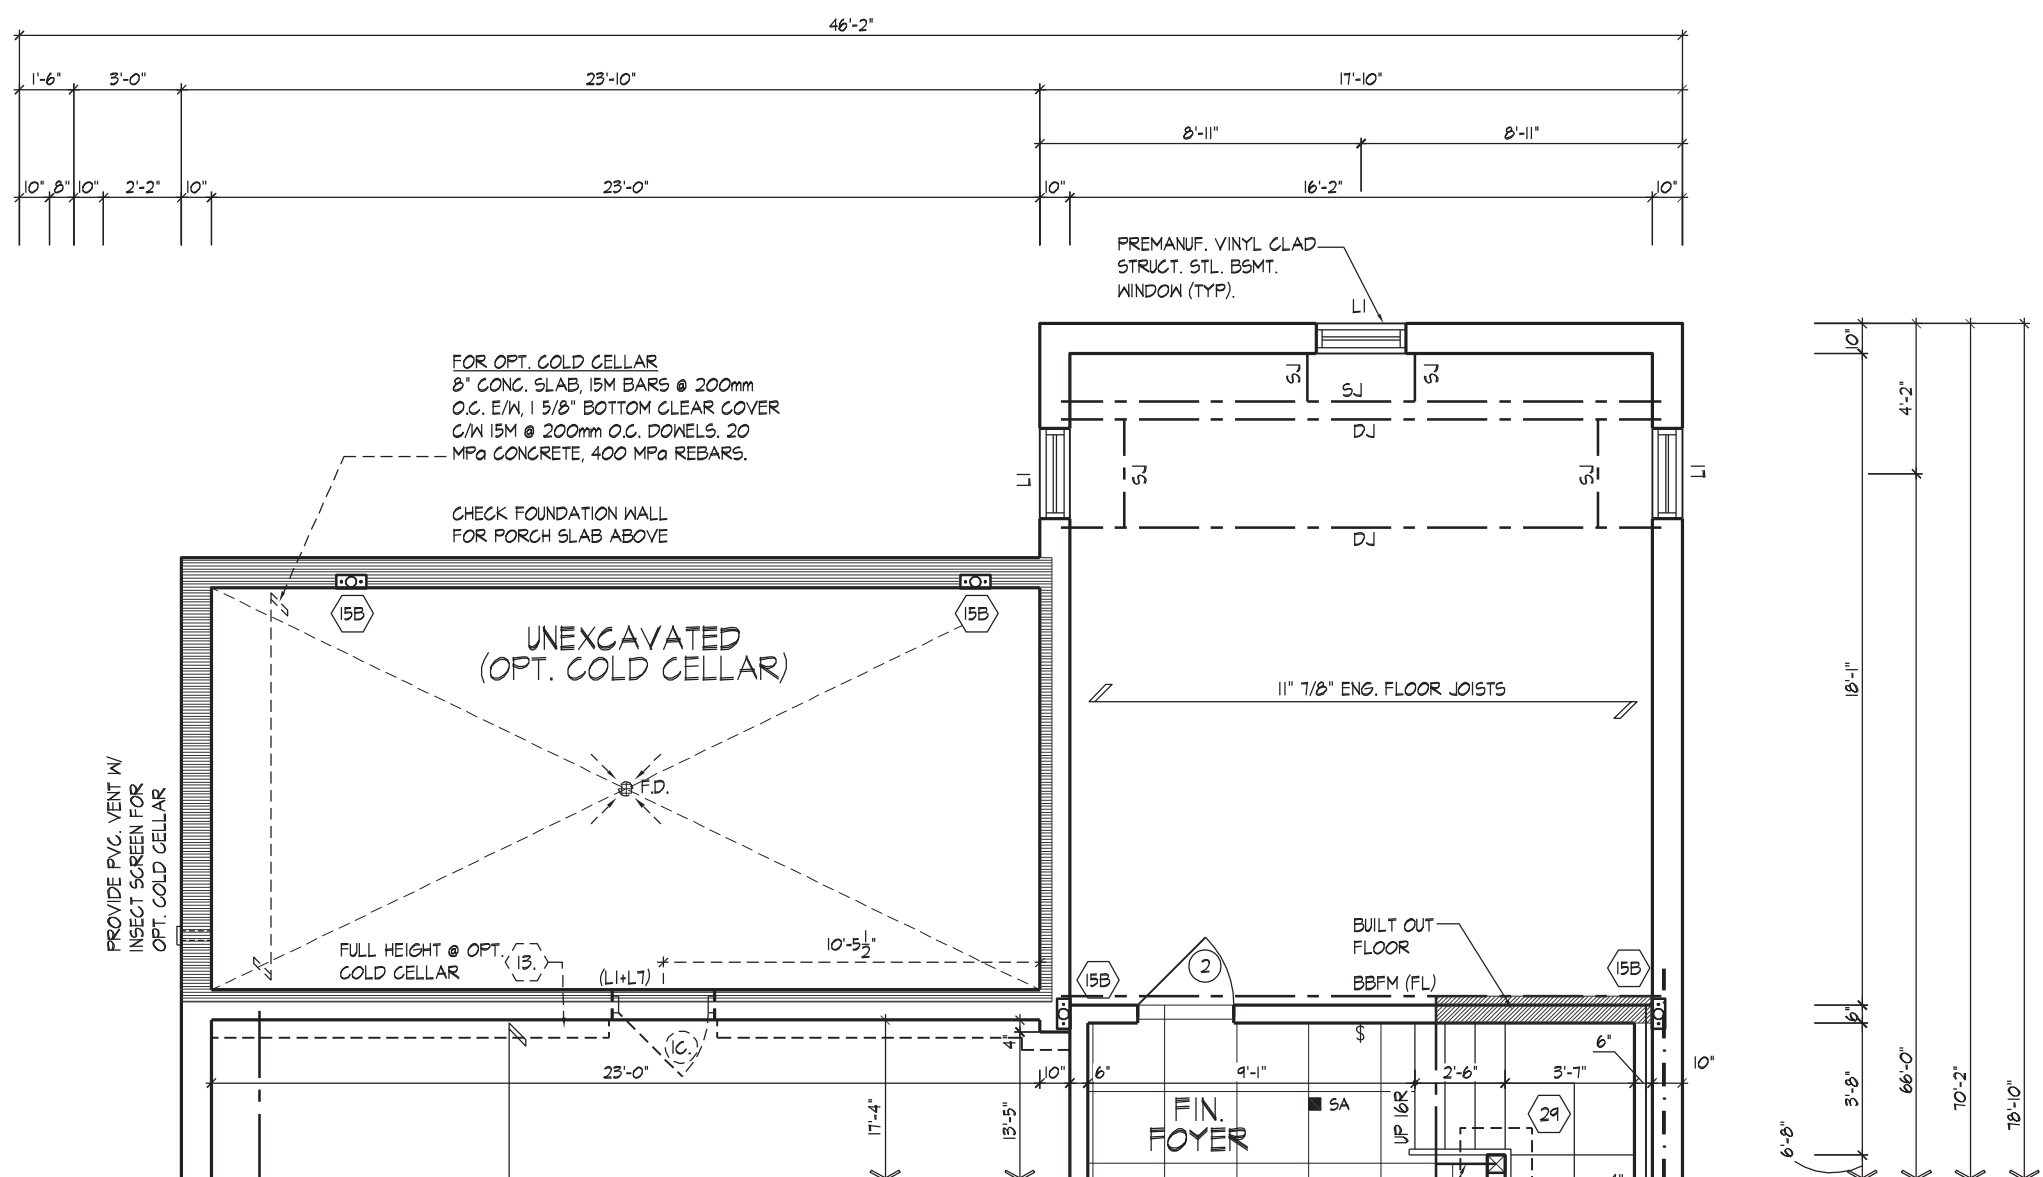 46'-2"
1'-6" 3'-0" 23'-10" 17'-10"
8'-11" 8'-11"
10" 8" 10" 2'-2" 10" 23'-0" 10" 16'-2" 10"
PREMANUF. VINYL CLAD
STRUCT. STL. BSMT.
WINDOW (TYP).
L1
FOR OPT. COLD CELLAR
8" CONC. SLAB, 15M BARS @ 200mm
O.C. E/W, 1 5/8" BOTTOM CLEAR COVER
C/W 15M @ 200mm O.C. DOWELS. 20
MPa CONCRETE, 400 MPa REBARS.
CHECK FOUNDATION WALL
FOR PORCH SLAB ABOVE
SJ SJ SJ
DJ
L1 SJ SJ L1
DJ
10"
4'-2"
15B 15B
UNEXCAVATED
(OPT. COLD CELLAR)
11" 7/8" ENG. FLOOR JOISTS
18'-1"
F.D.
PROVIDE PVC. VENT W/
INSECT SCREEN FOR
OPT. COLD CELLAR
FULL HEIGHT @ OPT.
COLD CELLAR
13.
(L1+L7)
10'-5 1/2"
BUILT OUT
FLOOR
2
15B 15B
BBFM (FL)
$
1C.
4"
6"
6"
10"
23'-0" 10" 6" 9'-1" 2'-6" 3'-7"
17'-4"
13'-5"
FIN.
FOYER
SA
UP 16R
29
3'-8"
66'-0"
70'-2"
78'-10"
6'-8"